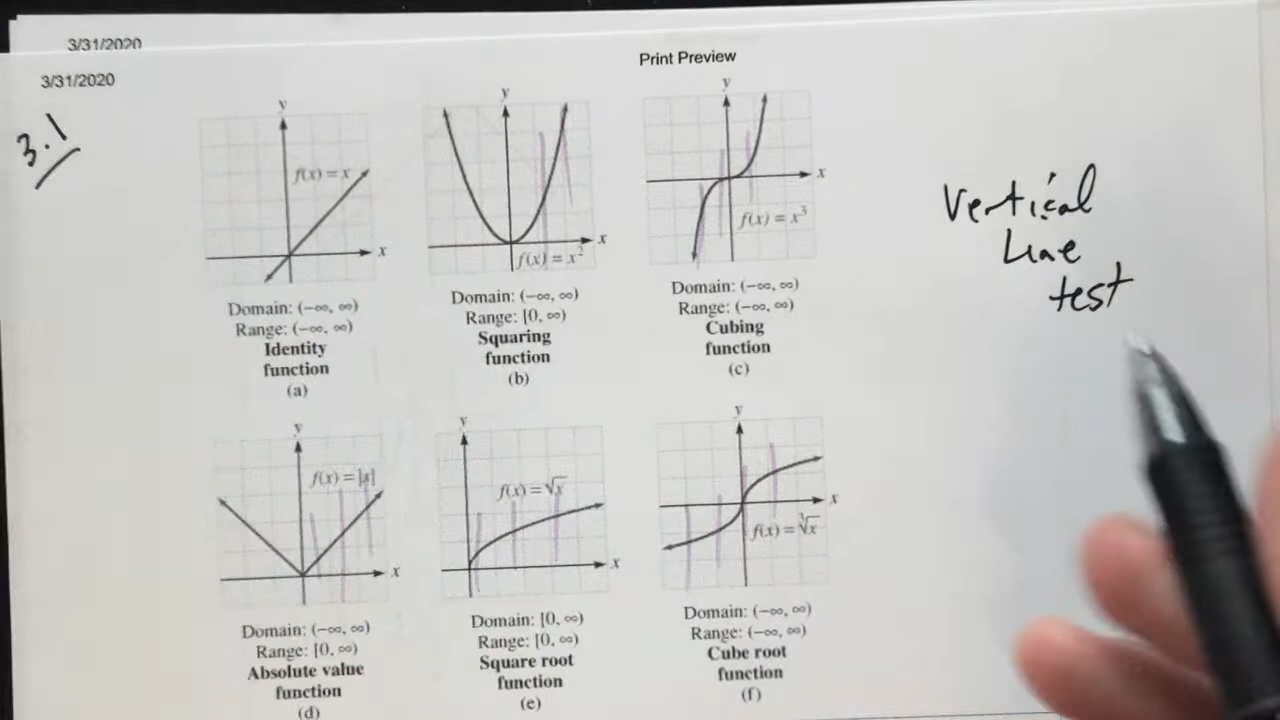 3/31/2020
3/31/2020
Print Preview
3.1
y
f(x) = x
x
Domain: (−∞, ∞)
Range: (−∞, ∞)
Identity
function
(a)
y
x
f(x) = x²
Domain: (−∞, ∞)
Range: [0, ∞)
Squaring
function
(b)
y
x
f(x) = x³
Domain: (−∞, ∞)
Range: (−∞, ∞)
Cubing
function
(c)
Vertical
Line
test
y
f(x) = |x|
x
Domain: (−∞, ∞)
Range: [0, ∞)
Absolute value
function
(d)
y
f(x) = √x
x
Domain: [0, ∞)
Range: [0, ∞)
Square root
function
(e)
y
x
f(x) = ∛x
Domain: (−∞, ∞)
Range: (−∞, ∞)
Cube root
function
(f)